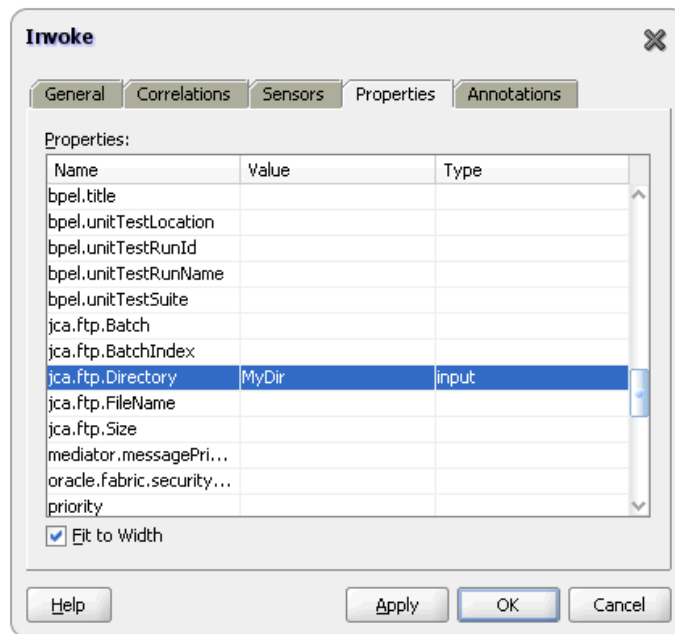 Invoke
General Correlations Sensors Properties Annotations
Properties:
Name Value Type
bpel.title
bpel.unitTestLocation
bpel.unitTestRunId
bpel.unitTestRunName
bpel.unitTestSuite
jca.ftp.Batch
jca.ftp.BatchIndex
jca.ftp.Directory MyDir input
jca.ftp.FileName
jca.ftp.Size
mediator.messagePri...
oracle.fabric.security...
priority
Fit to Width
Help Apply OK Cancel